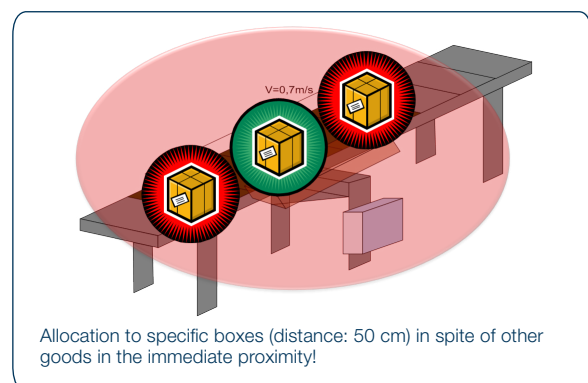 V=0,7m/s
Allocation to specific boxes (distance: 50 cm) in spite of other
goods in the immediate proximity!